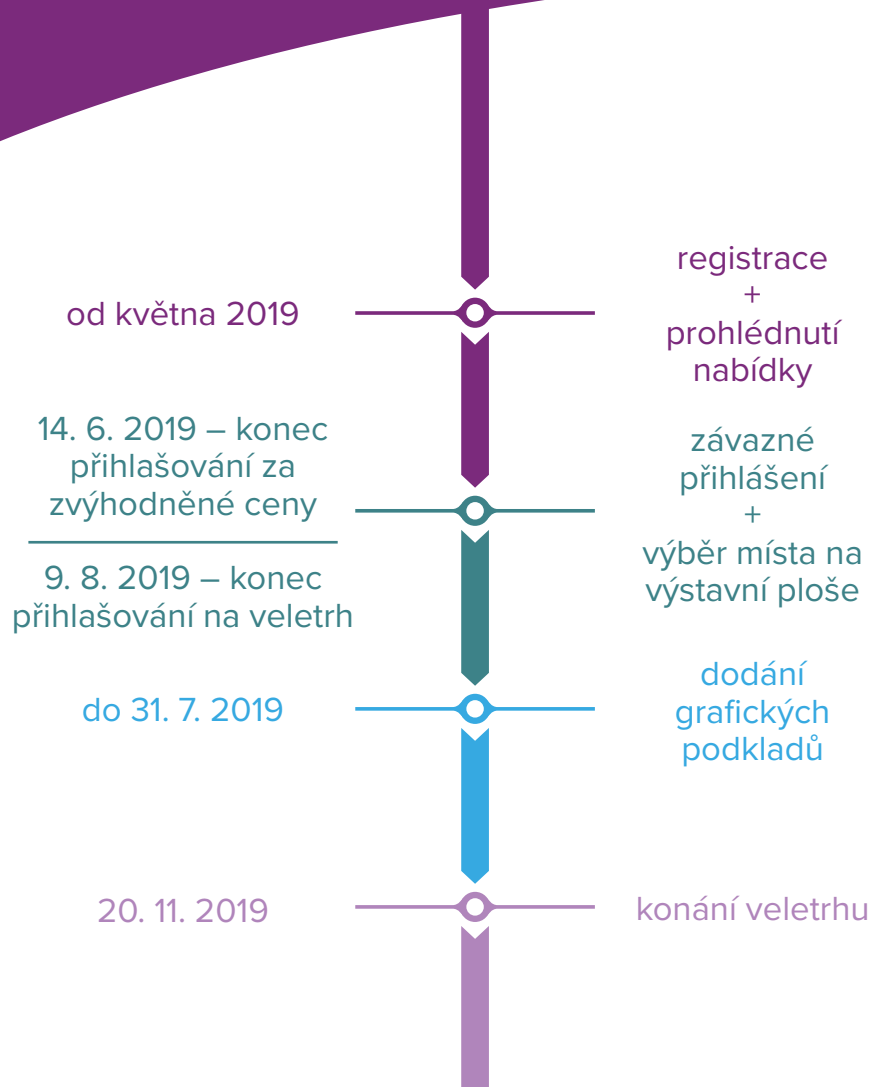 od května 2019
registrace
+
prohlédnutí
nabídky
14. 6. 2019 – konec
přihlašování za
zvýhodněné ceny
9. 8. 2019 – konec
přihlašování na veletrh
závazné
přihlášení
+
výběr místa na
výstavní ploše
do 31. 7. 2019
dodání
grafických
podkladů
20. 11. 2019
konání veletrhu